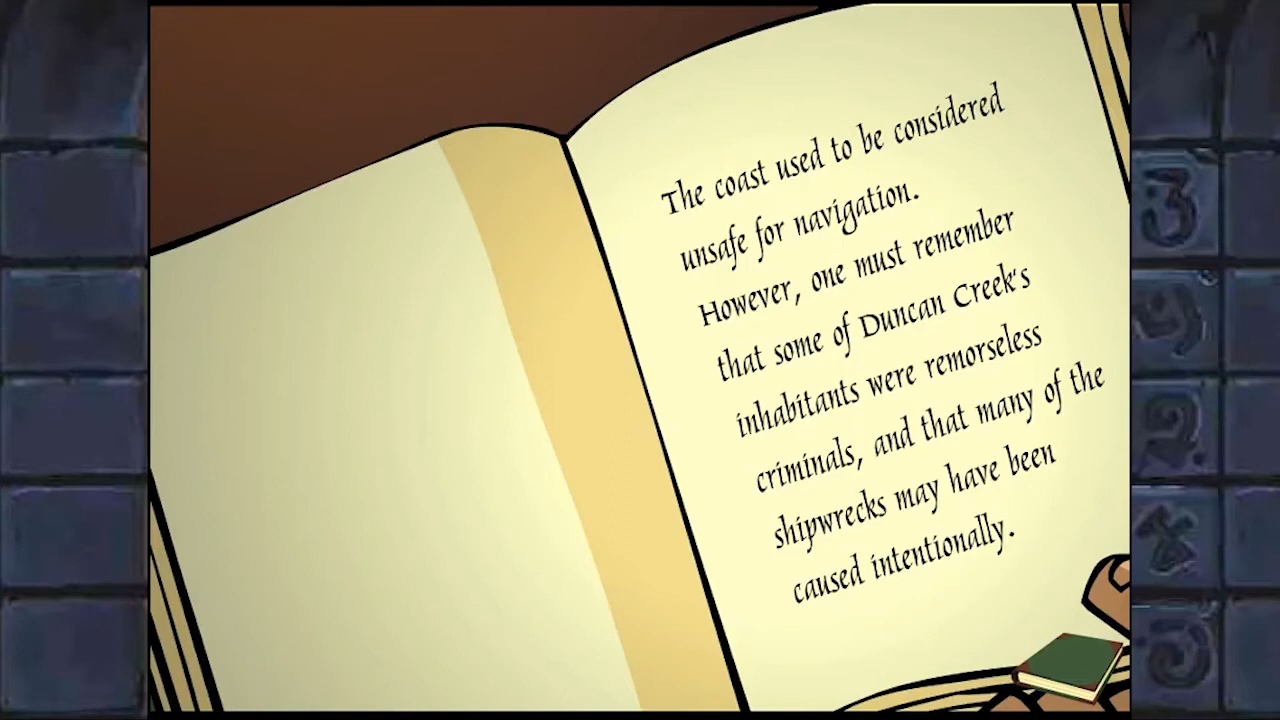 The coast used to be considered
unsafe for navigation.
However, one must remember
that some of Duncan Creek's
inhabitants were remorseless
criminals, and that many of the
shipwrecks may have been
caused intentionally.